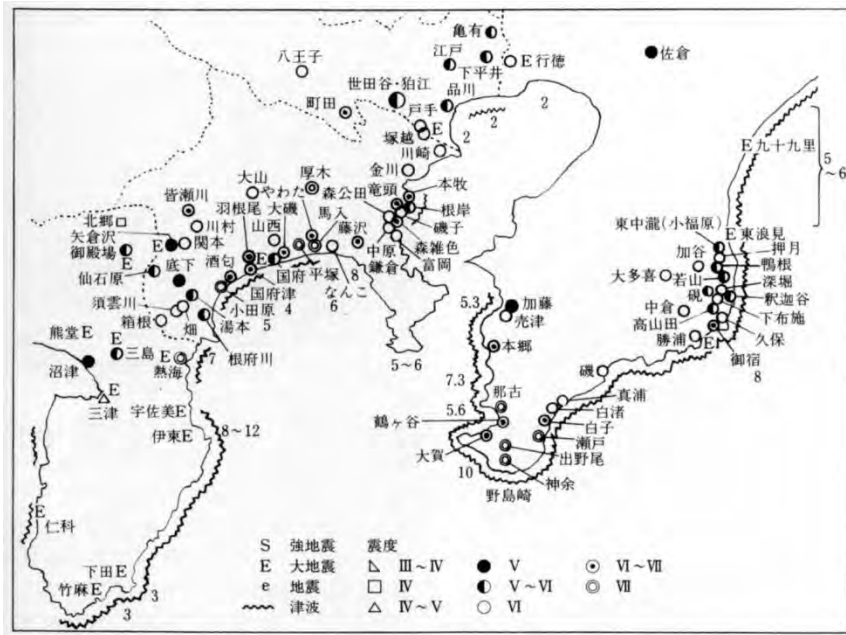 亀有
江戸
下平井
E行徳
佐倉
八王子
世田谷・狛江
品川
町田
戸手
E
塚越
川崎
2
2
2
金川
E九十九里
5
~6
大山
やわた
厚木
森公田
竜頭
本牧
皆瀬川
羽根尾
大磯
馬入
根岸
磯子
北郷
川村
山西
藤沢
矢倉沢
E
関本
御殿場
E
酒匂
E
国府
平塚
8
中原
森雑色
鎌倉
富岡
なんこ
6
東中瀧(小福原)
E東浪見
加谷
押月
鴨根
大多喜
若山
深堀
硯
釈迦谷
中倉
高山田
下布施
勝浦
E
久保
御宿
8
仙石原
底下
国府津
4
須雲川
小田原
5
箱根
畑
湯本
根府川
熊堂E
E
三島
E
熱海
7
沼津
E
三津
宇佐美E
伊東E
8~12
5~6
5.3
加藤
売津
本郷
7.3
那古
5.6
鶴ヶ谷
磯
真浦
白渚
白子
瀬戸
大賀
出野尾
10
神余
野島崎
E
仁科
下田E
竹麻E
3
3
S 強地震 震度
E 大地震 Ⅲ~Ⅳ Ⅴ Ⅵ~Ⅶ
e 地震 Ⅳ Ⅴ~Ⅵ Ⅶ
津波 Ⅳ~Ⅴ Ⅵ